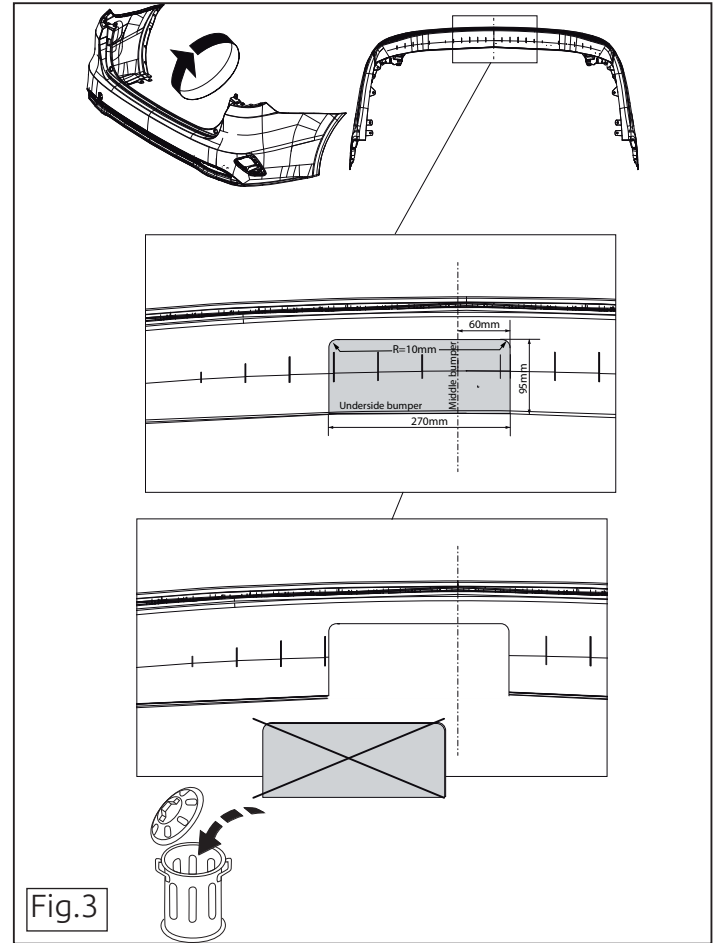 60mm
R=10mm
Middle bumper
95mm
Underside bumper
270mm
Fig.3